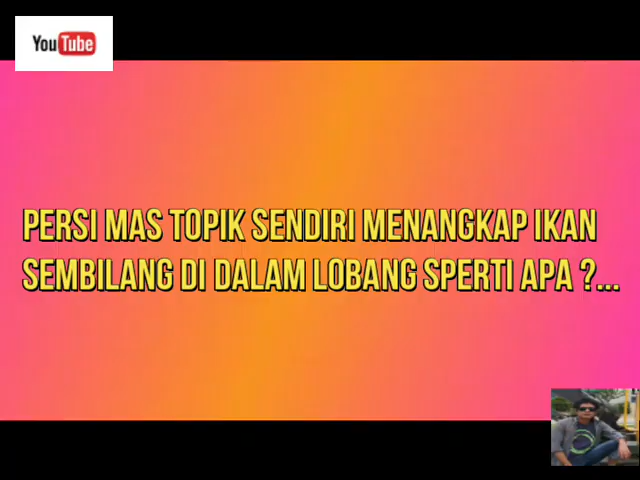 YouTube
PERSI MAS TOPIK SENDIRI MENANGKAP IKAN
SEMBILANG DI DALAM LOBANG SPERTI APA ?...